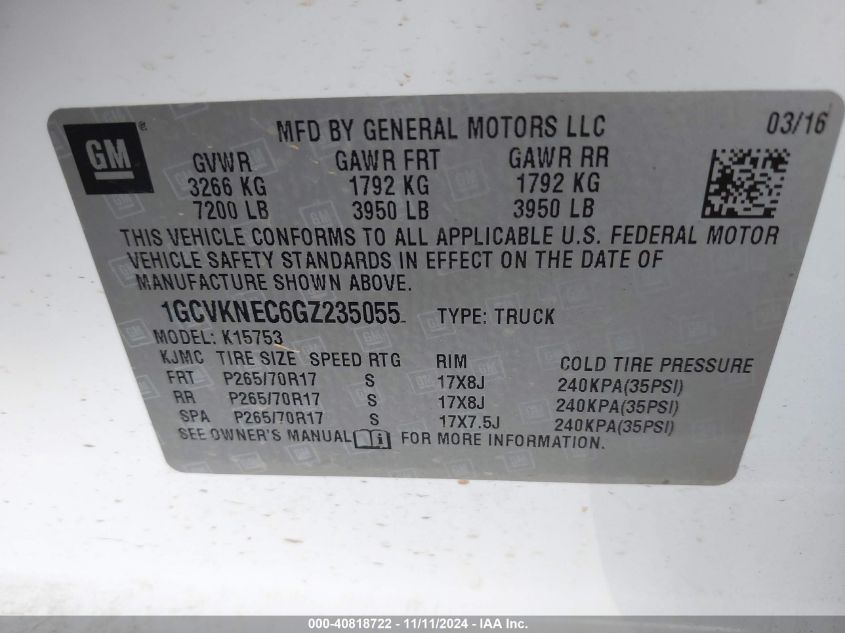 GM ® MFD BY GENERAL MOTORS LLC 03/16
GVWR GAWR FRT GAWR RR
3266 KG 1792 KG 1792 KG
7200 LB 3950 LB 3950 LB
THIS VEHICLE CONFORMS TO ALL APPLICABLE U.S. FEDERAL MOTOR
VEHICLE SAFETY STANDARDS IN EFFECT ON THE DATE OF
MANUFACTURE SHOWN ABOVE.
1GCVKNEC6GZ235055 TYPE: TRUCK
MODEL: K15753
KJMC TIRE SIZE SPEED RTG RIM COLD TIRE PRESSURE
FRT P265/70R17 S 17X8J 240KPA(35PSI)
RR P265/70R17 S 17X8J 240KPA(35PSI)
SPA P265/70R17 S 17X7.5J 240KPA(35PSI)
SEE OWNER'S MANUAL FOR MORE INFORMATION.
000-40818722 - 11/11/2024 - IAA Inc.